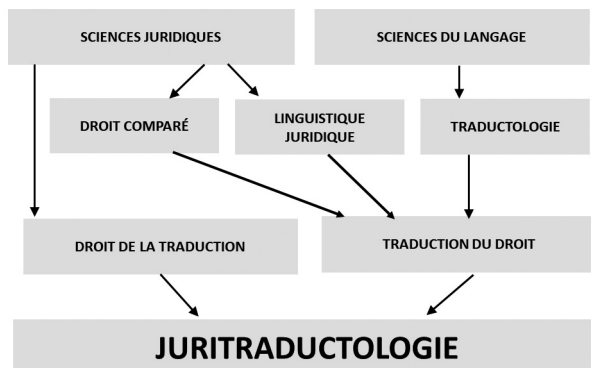 SCIENCES JURIDIQUES
SCIENCES DU LANGAGE
DROIT COMPARÉ
LINGUISTIQUE
JURIDIQUE
TRADUCTOLOGIE
DROIT DE LA TRADUCTION
TRADUCTION DU DROIT
JURITRADUCTOLOGIE